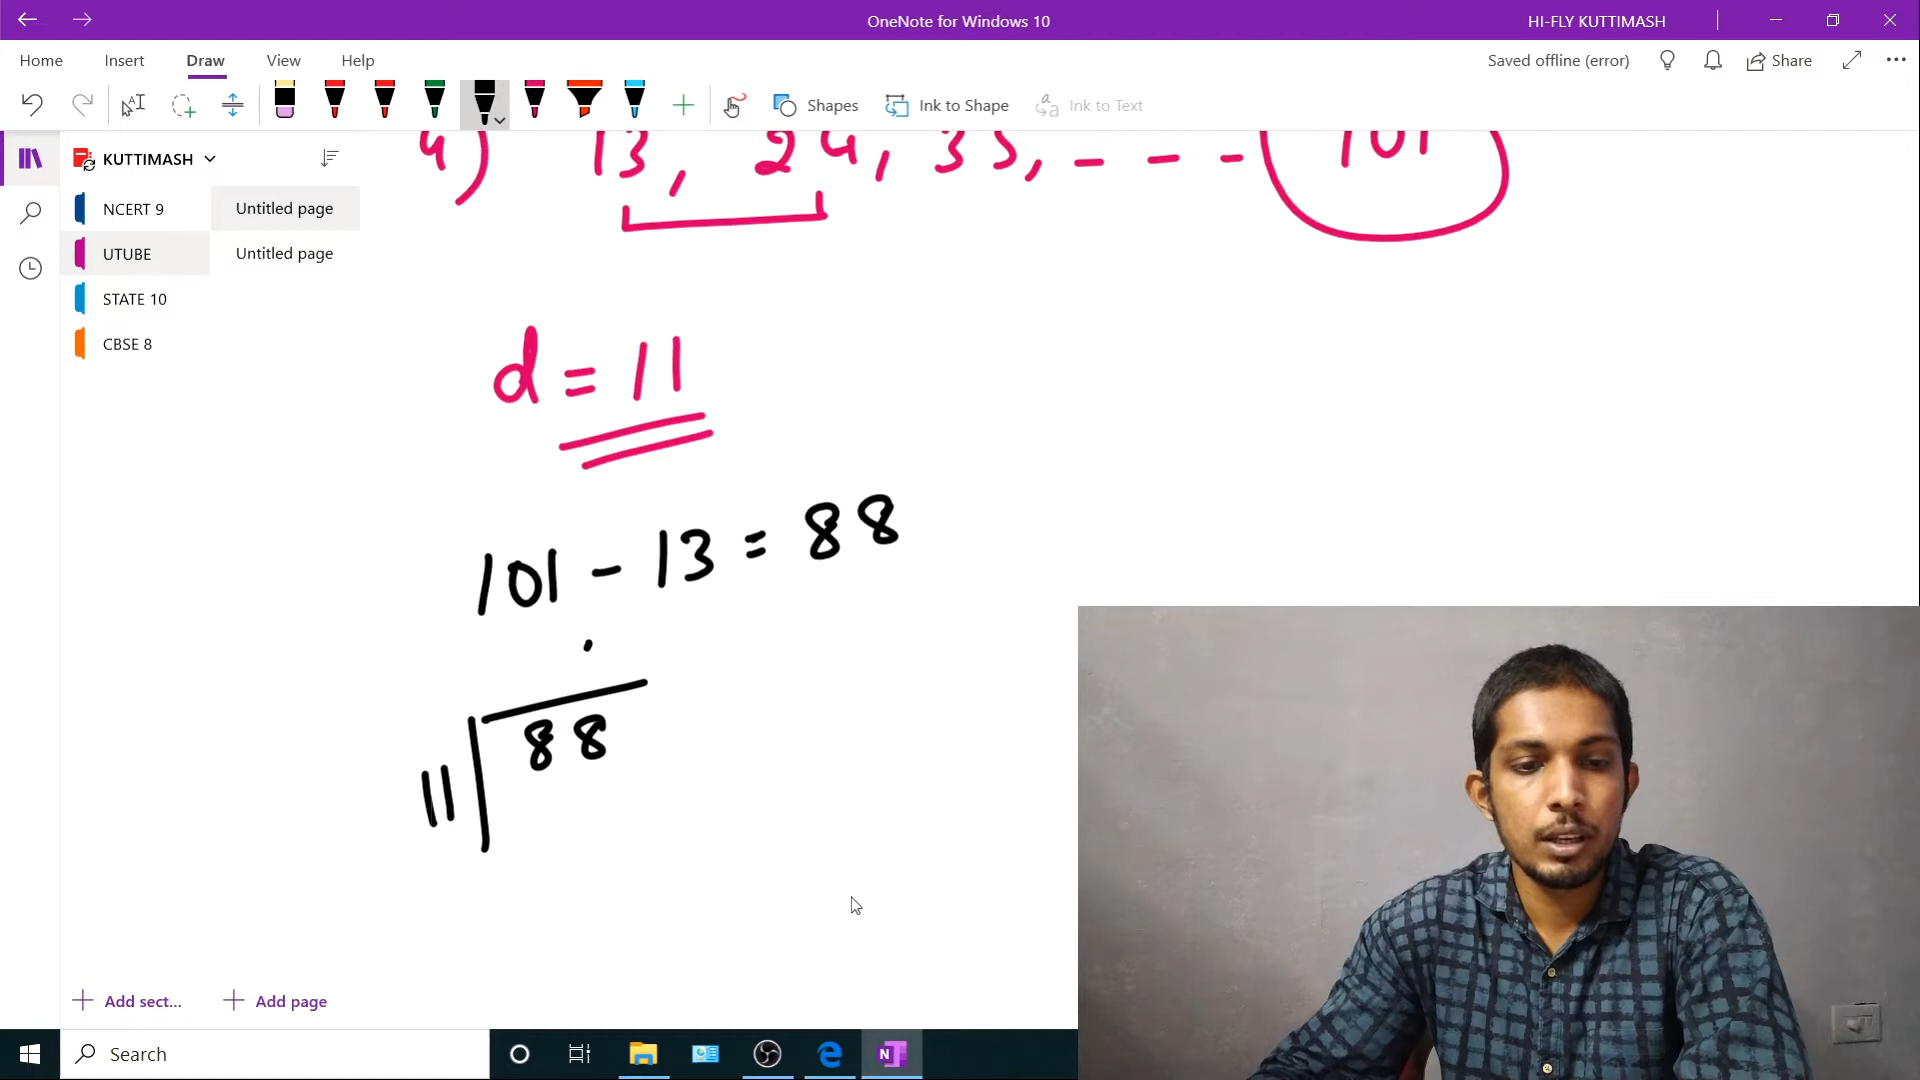 OneNote for Windows 10
HI-FLY KUTTIMASH
Home Insert Draw View Help
Saved offline (error) Share
Shapes Ink to Shape Ink to Text
KUTTIMASH
NCERT 9
UTUBE
STATE 10
CBSE 8
Untitled page
Untitled page
4) 13, 24, 35, - - - 101
d = 11
101 - 13 = 88
11 88
Add sect... Add page
Search